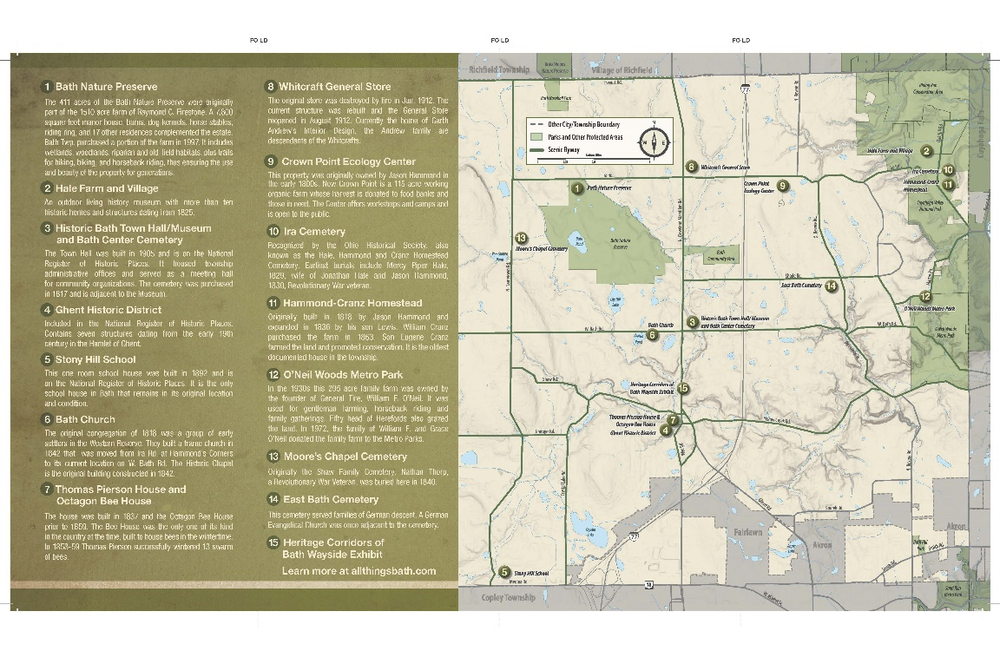 FOLD
FOLD
FOLD
1 Bath Nature Preserve
The 411 acres of the Bath Nature Preserve were originally
part of the 1510 acre farm of Raymond C. Firestone. A 7,600
square foot manor house, barns, dog kennels, horse stables,
riding ring, and 17 other residences complemented the estate.
Bath Twp. purchased a portion of the farm in 1997. It includes
wetlands, woodlands, riparian and old-field habitats, plus trails
for hiking, biking, and horseback riding, thus ensuring the use
and beauty of the property for generations.
2 Hale Farm and Village
An outdoor living history museum with more than ten
historic homes and structures dating from 1825.
3 Historic Bath Town Hall/Museum
and Bath Center Cemetery
The Town Hall was built in 1905 and is on the National
Register of Historic Places. It housed township
administrative offices and served as a meeting hall
for community organizations. The cemetery was purchased
in 1817 and is adjacent to the Museum.
4 Ghent Historic District
Included in the National Register of Historic Places.
Contains seven structures dating from the early 19th
century in the Hamlet of Ghent.
5 Stony Hill School
This one room school house was built in 1892 and is
on the National Register of Historic Places. It is the only
school house in Bath that remains in its original location
and condition.
6 Bath Church
The original congregation of 1818 was a group of early
settlers in the Western Reserve. They built a frame church in
1842 that was moved from Ira Rd. at Hammond's Corners
to its current location on W. Bath Rd. The Historic Chapel
is the original building constructed in 1842.
7 Thomas Pierson House and
Octagon Bee House
The house was built in 1837 and the Octagon Bee House
prior to 1859. The Bee House was the only one of its kind
in the country at the time, built to house bees in the wintertime.
In 1853-59 Thomas Pierson successfully wintered 13 swarm
of bees.
8 Whitcraft General Store
The original store was destroyed by fire in Jan. 1912. The
current structure was rebuilt and the General Store
reopened in August 1912. Currently the home of Garth
Andrew's Interior Design, the Andrew family are
descendants of the Whitcrafts.
9 Crown Point Ecology Center
This property was originally owned by Jason Hammond in
the early 1800s. Now Crown Point is a 115 acre working
organic farm whose harvest is donated to food banks and
those in need. The Center offers workshops and camps and
is open to the public.
10 Ira Cemetery
Recognized by the Ohio Historical Society, also
known as the Hale, Hammond and Cranz Homestead
Cemetery. Earliest burials include Mercy Piper Hale,
1829, wife of Jonathan Hale and Jason Hammond,
1830, Revolutionary War veteran.
11 Hammond-Cranz Homestead
Originally built in 1818 by Jason Hammond and
expanded in 1836 by his son Lewis. William Cranz
purchased the farm in 1863. Son Eugene Cranz
farmed the land and promoted conservation. It is the oldest
documented house in the township.
12 O'Neil Woods Metro Park
In the 1930s this 295 acre family farm was owned by
the founder of General Tire, William F. O'Neil. It was
used for gentleman farming, horseback riding and
family gatherings. Fifty head of Herefords also grazed
the land. In 1972, the family of William F. and Grace
O'Neil donated the family farm to the Metro Parks.
13 Moore's Chapel Cemetery
Originally the Shaw Family Cemetery. Nathan Thorp,
a Revolutionary War Veteran, was buried here in 1840.
14 East Bath Cemetery
This cemetery served families of German descent. A German
Evangelical Church was once adjacent to the cemetery.
15 Heritage Corridors of
Bath Wayside Exhibit
Learn more at allthingsbath.com
Richfield Township
Village of Richfield
77
Other City/Township Boundary
Parks and Other Protected Areas
Scenic Byway
N
W
E
S
2
Hale Farm and Village
8 Whitcraft General Store
Ira Cemetery 10
Hammond-Cranz
Homestead 11
1 Bath Nature Preserve
Crown Point
Ecology Center 9
13
Moore's Chapel Cemetery
Bath Nature
Preserve
Bath
Community Park
East Bath Cemetery 14
12
O'Neil Woods Metro Park
3 Historic Bath Town Hall/Museum
and Bath Center Cemetery
Bath Church
6
W. Bath Rd.
W. Bath Rd.
Heritage Corridors of
Bath Wayside Exhibit 15
Thomas Pierson House &
Octagon Bee House 7
Ghent Historic District 4
77
Fairlawn
Akron
Akron
5 Stony Hill School
Medina Rd.
18
Copley Township